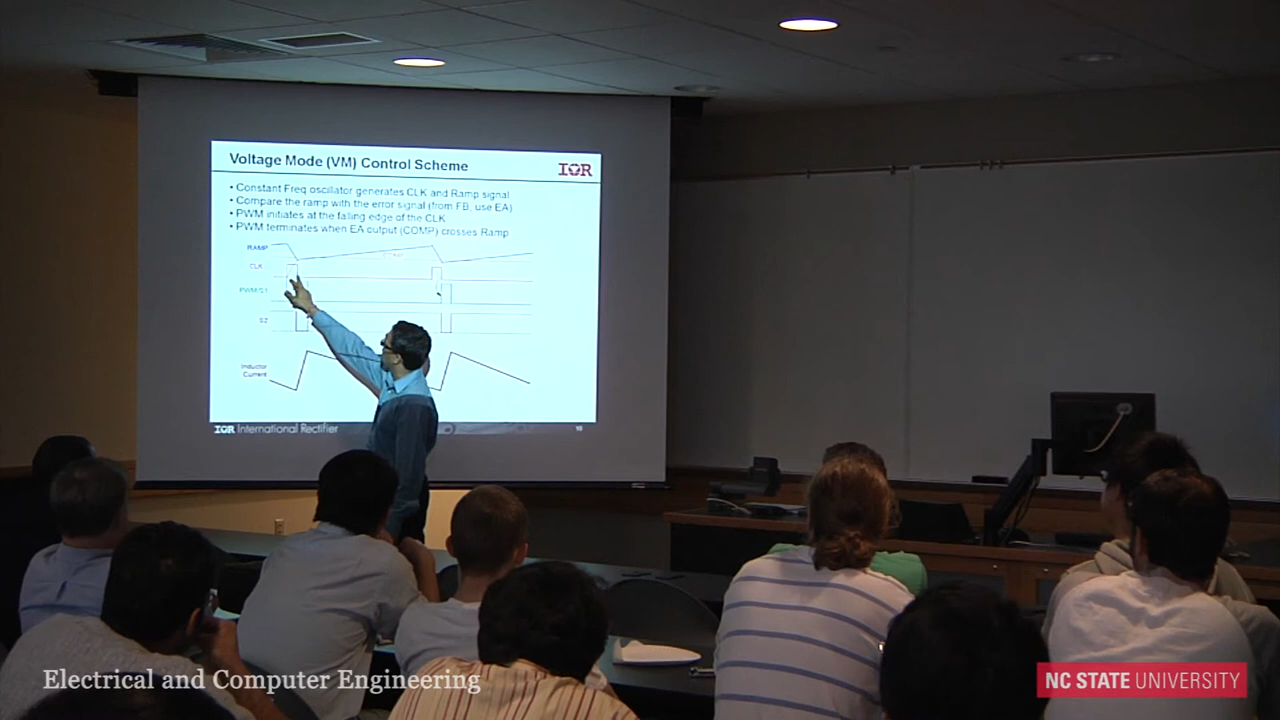 Voltage Mode (VM) Control Scheme
IOR
• Constant Freq oscillator generates CLK and Ramp signal
• Compare the ramp with the error signal (from FB, use EA)
• PWM initiates at the falling edge of the CLK
• PWM terminates when EA output (COMP) crosses Ramp
RAMP
CLK
PWM/S1
S2
Inductor
Current
IOR International Rectifier
Electrical and Computer Engineering
NC STATE UNIVERSITY